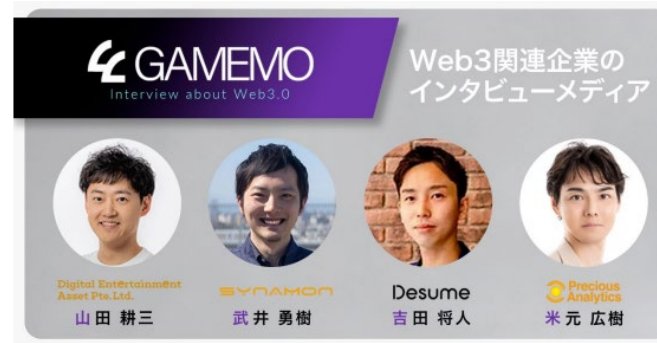 GAMEMO
Interview about Web3.0
Web3関連企業の
インタビューメディア
Digital Entertainment
Asset Pte.Ltd.
山田 耕三
SYNAMON
武井 勇樹
Desume
吉田 将人
Precious
Analytics
米元 広樹